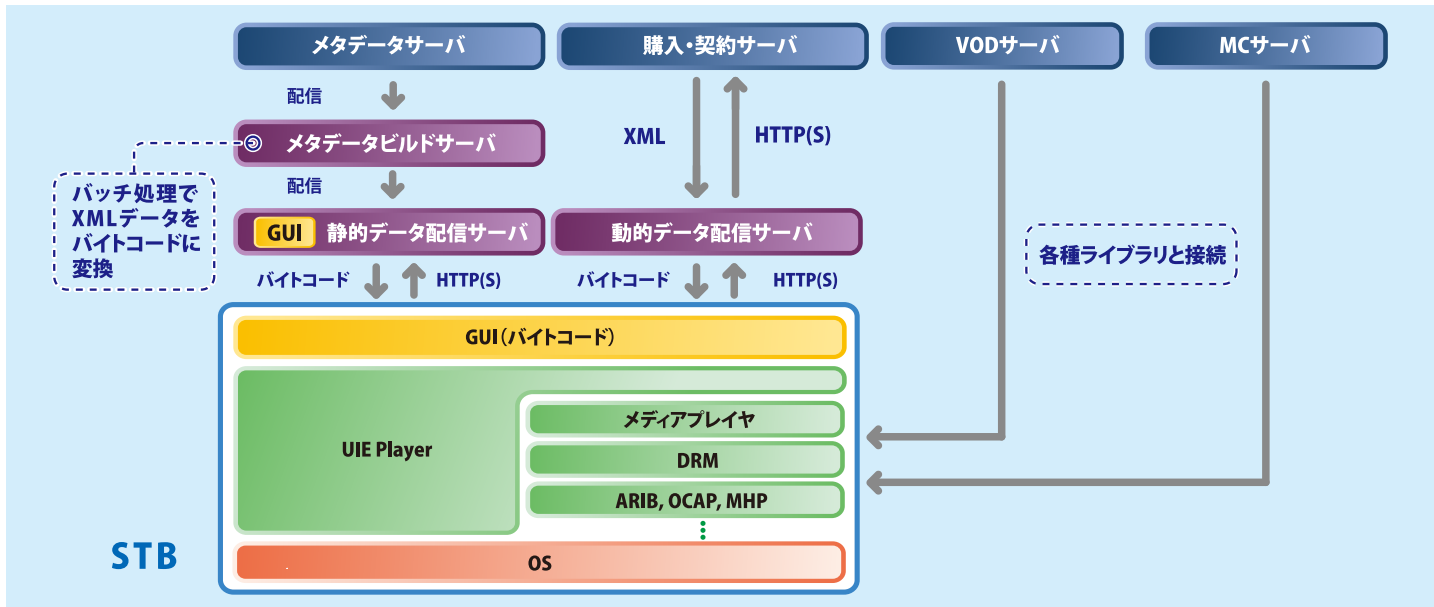 メタデータサーバ
購入・契約サーバ
VODサーバ
MCサーバ
配信
メタデータビルドサーバ
XML
HTTP(S)
バッチ処理で
XMLデータを
バイトコードに
変換
配信
GUI 静的データ配信サーバ
動的データ配信サーバ
各種ライブラリと接続
バイトコード
HTTP(S)
バイトコード
HTTP(S)
GUI(バイトコード)
UIE Player
メディアプレイヤ
DRM
ARIB, OCAP, MHP
STB
OS